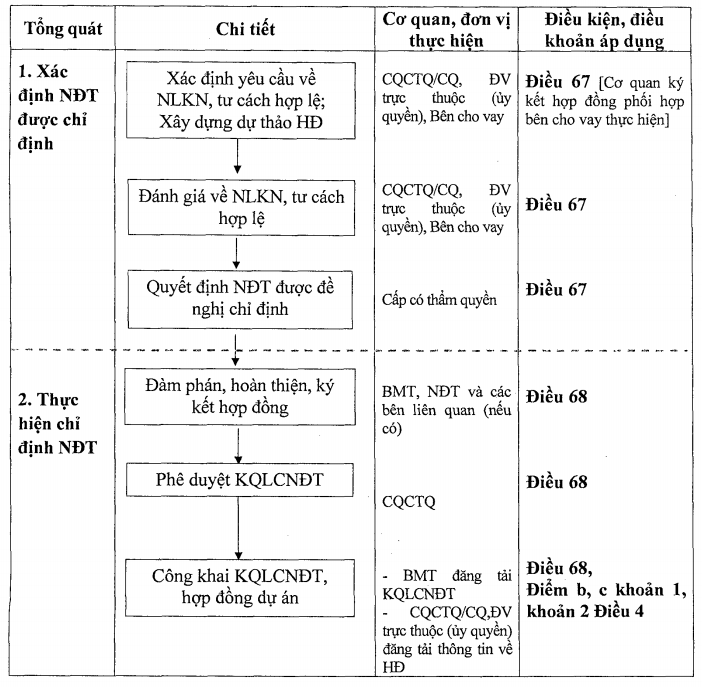 Tổng quát
Chi tiết
Cơ quan, đơn vị
thực hiện
Điều kiện, điều
khoản áp dụng
1. Xác
định NĐT
được chỉ
định
Xác định yêu cầu về
NLKN, tư cách hợp lệ;
Xây dựng dự thảo HĐ
CQCTQ/CQ, ĐV
trực thuộc (ủy
quyền), Bên cho vay
Điều 67 [Cơ quan ký
kết hợp đồng phối hợp
bên cho vay thực hiện]
Đánh giá về NLKN, tư cách
hợp lệ
CQCTQ/CQ, ĐV
trực thuộc (ủy
quyền), Bên cho vay
Điều 67
Quyết định NĐT được đề
nghị chỉ định
Cấp có thẩm quyền
Điều 67
2. Thực
hiện chỉ
định NĐT
Đàm phán, hoàn thiện, ký
kết hợp đồng
BMT, NĐT và các
bên liên quan (nếu
có)
Điều 68
Phê duyệt KQLCNĐT
CQCTQ
Điều 68
Công khai KQLCNĐT,
hợp đồng dự án
- BMT đăng tải
KQLCNĐT
- CQCTQ/CQ,ĐV
trực thuộc (ủy quyền)
đăng tải thông tin về
HĐ
Điều 68,
Điểm b, c khoản 1,
khoản 2 Điều 4